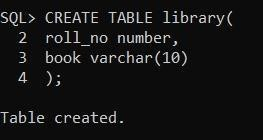 SQL> CREATE TABLE library(
  2  roll_no number,
  3  book varchar(10)
  4  );
Table created.